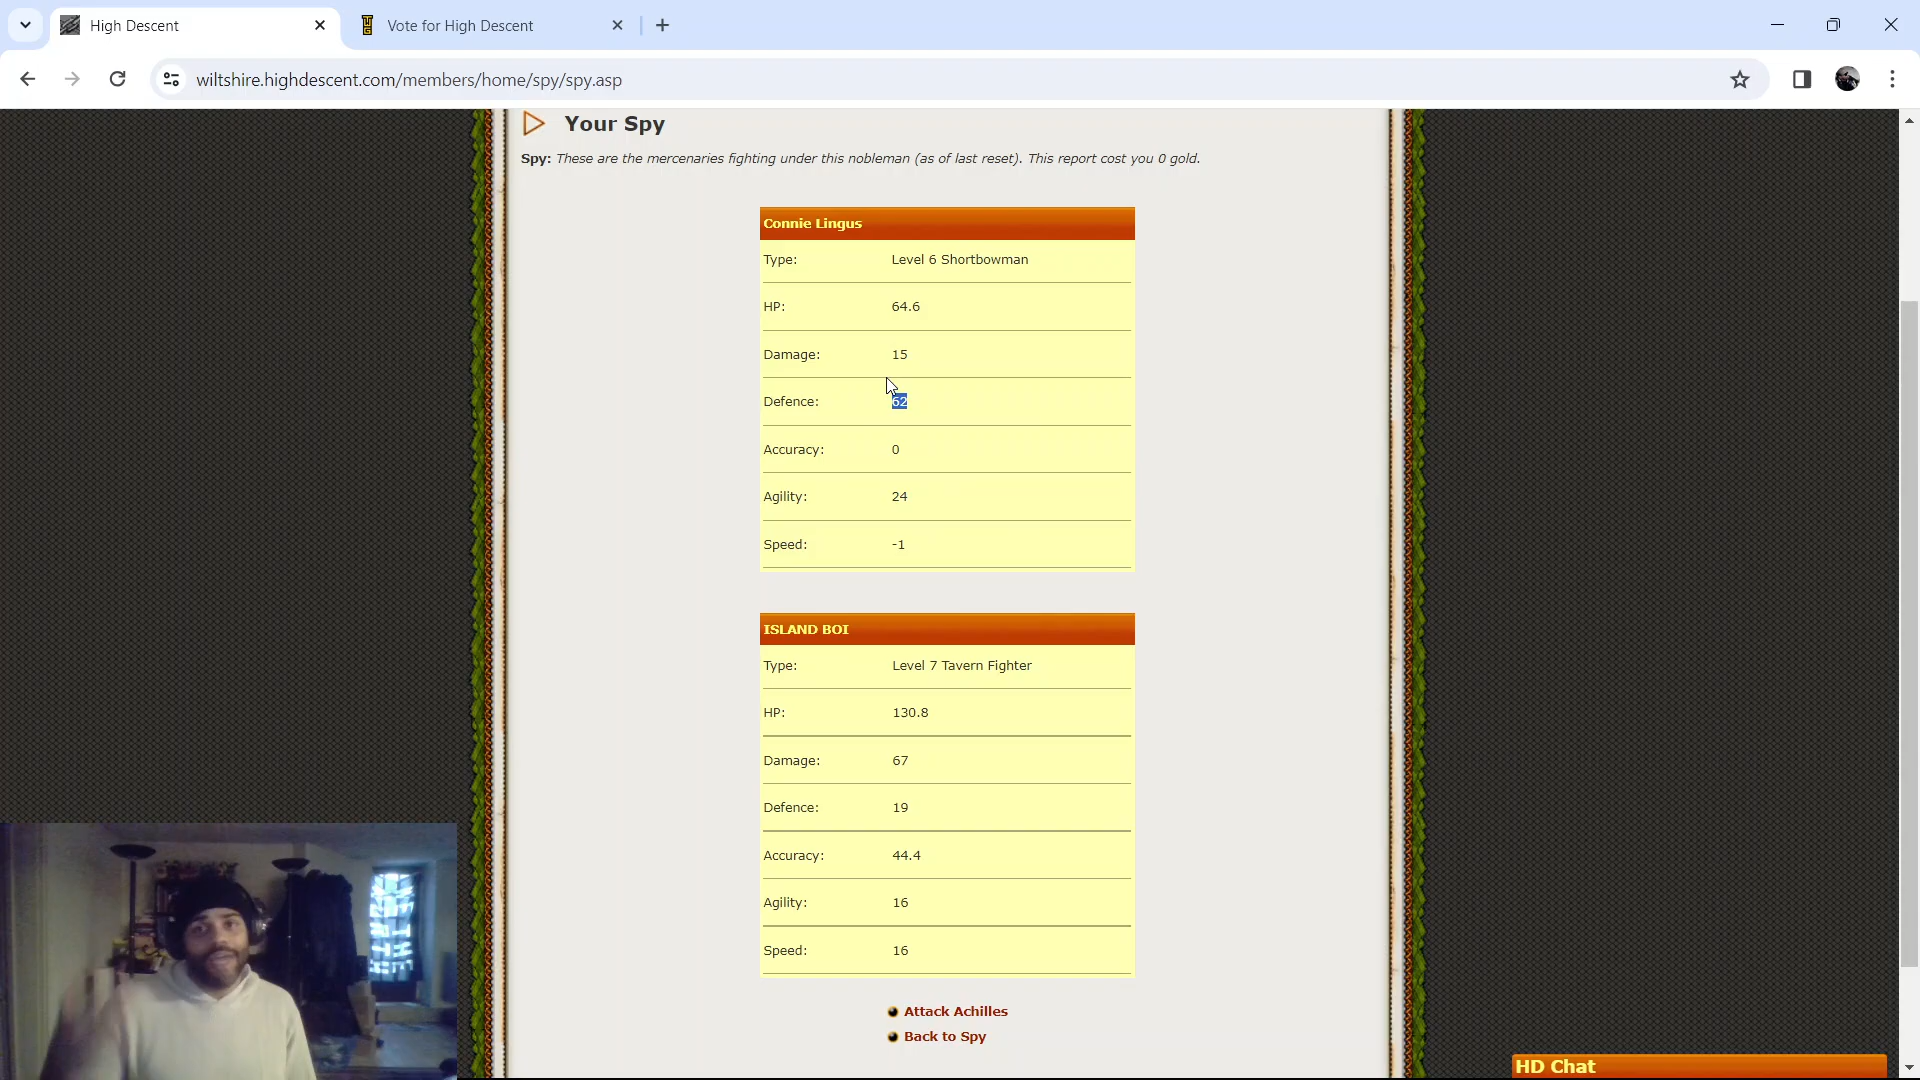 High Descent
Vote for High Descent
wiltshire.highdescent.com/members/home/spy/spy.asp
Your Spy
Spy: These are the mercenaries fighting under this nobleman (as of last reset). This report cost you 0 gold.
Connie Lingus
Type: Level 6 Shortbowman
HP: 64.6
Damage: 15
Defence: 62
Accuracy: 0
Agility: 24
Speed: -1
ISLAND BOI
Type: Level 7 Tavern Fighter
HP: 130.8
Damage: 67
Defence: 19
Accuracy: 44.4
Agility: 16
Speed: 16
Attack Achilles
Back to Spy
HD Chat